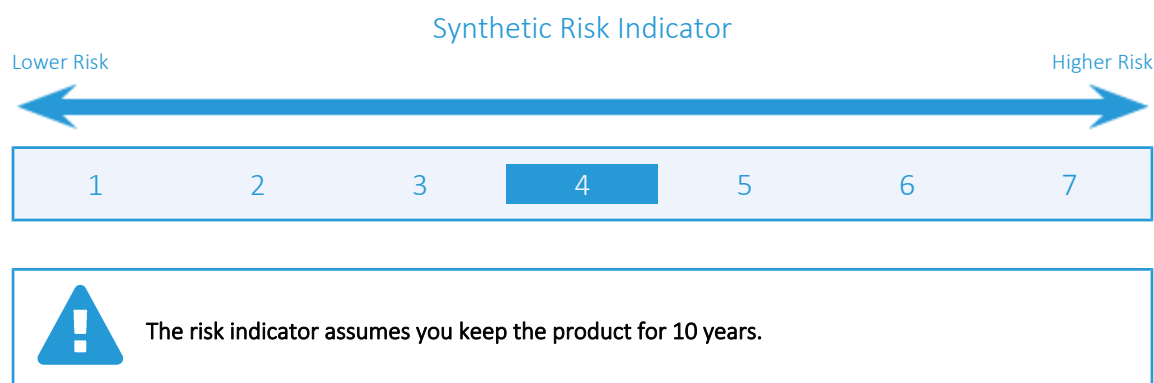 Synthetic Risk Indicator
Lower Risk Higher Risk
1 2 3 4 5 6 7
The risk indicator assumes you keep the product for 10 years.